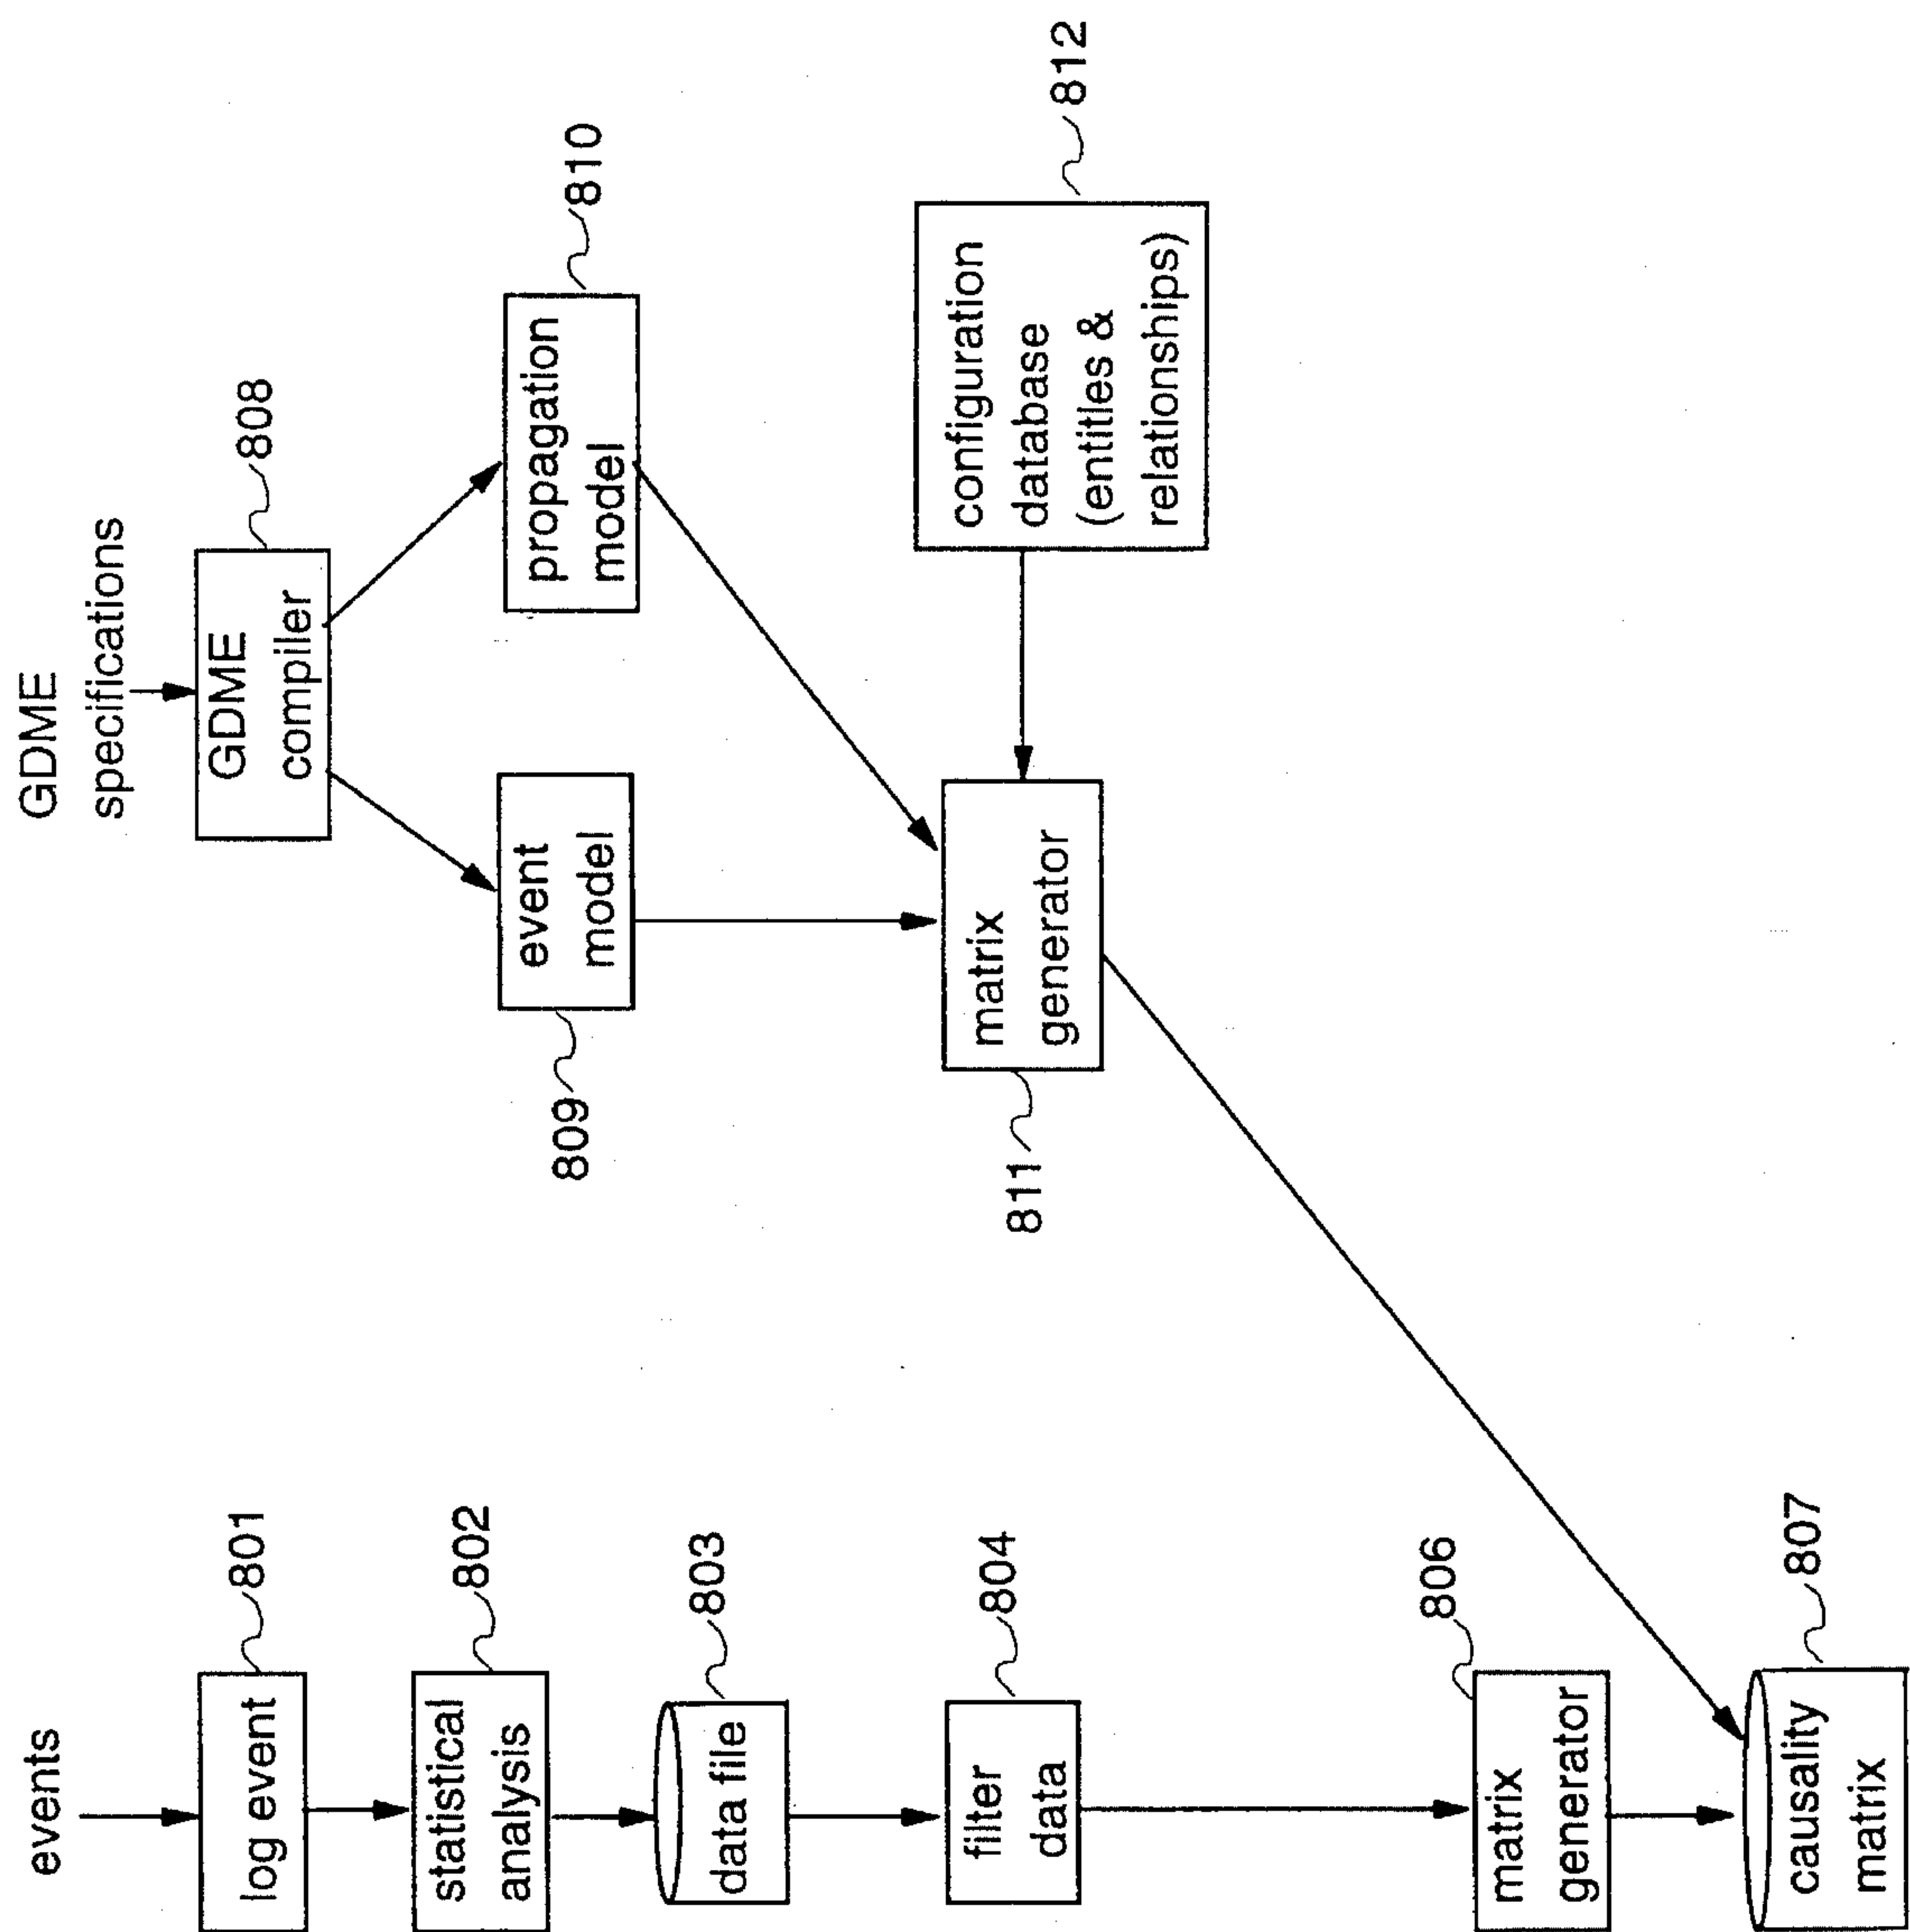 events
log event
801
statistical
analysis
802
data file
803
filter
data
804
matrix
generator
806
causality
matrix
807
GDME
specifications
GDME
compiler
808
event
model
809
propagation
model
810
matrix
generator
811
configuration
database
(entitles &
relationships)
812